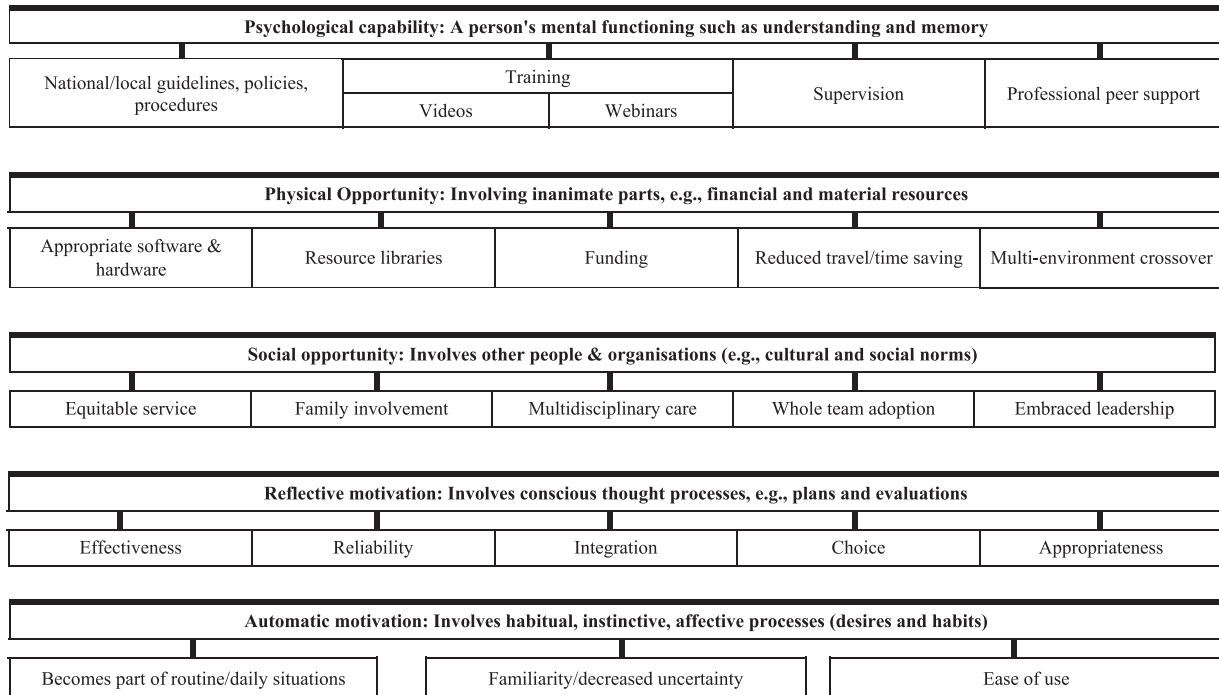 Psychological capability: A person's mental functioning such as understanding and memory
National/local guidelines, policies,
procedures
Training
Videos
Webinars
Supervision
Professional peer support
Physical Opportunity: Involving inanimate parts, e.g., financial and material resources
Appropriate software &
hardware
Resource libraries
Funding
Reduced travel/time saving
Multi-environment crossover
Social opportunity: Involves other people & organisations (e.g., cultural and social norms)
Equitable service
Family involvement
Multidisciplinary care
Whole team adoption
Embraced leadership
Reflective motivation: Involves conscious thought processes, e.g., plans and evaluations
Effectiveness
Reliability
Integration
Choice
Appropriateness
Automatic motivation: Involves habitual, instinctive, affective processes (desires and habits)
Becomes part of routine/daily situations
Familiarity/decreased uncertainty
Ease of use